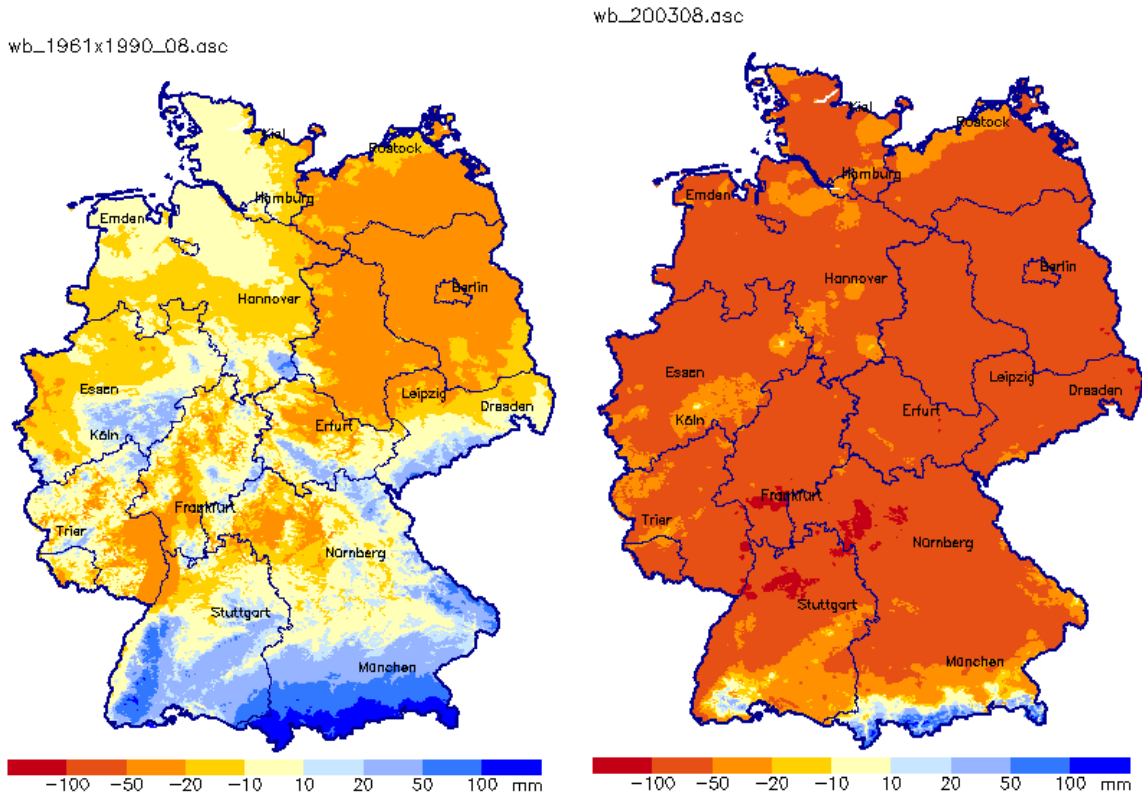 wb_1961x1990_08.asc
Kiel
Rostock
Hamburg
Emden
Berlin
Hannover
Essen
Leipzig
Dresden
Köln
Erfurt
Frankfurt
Trier
Nürnberg
Stuttgart
München
-100 -50 -20 -10 10 20 50 100 mm
wb_200308.asc
Kiel
Rostock
Hamburg
Emden
Berlin
Hannover
Essen
Leipzig
Dresden
Köln
Erfurt
Frankfurt
Trier
Nürnberg
Stuttgart
München
-100 -50 -20 -10 10 20 50 100 mm